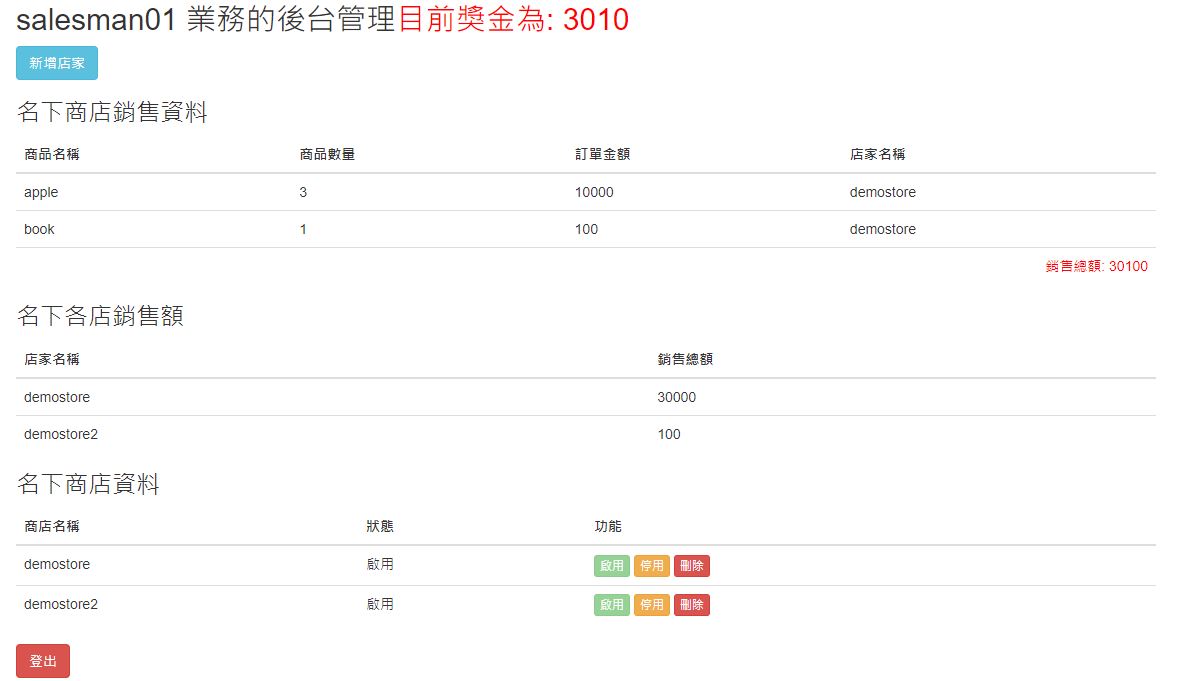 salesman01 業務的後台管理目前獎金為: 3010
新增店家
名下商店銷售資料
商品名稱 商品數量 訂單金額 店家名稱
apple 3 10000 demostore
book 1 100 demostore
銷售總額: 30100
名下各店銷售額
店家名稱 銷售總額
demostore 30000
demostore2 100
名下商店資料
商店名稱 狀態 功能
demostore 啟用 啟用 停用 刪除
demostore2 啟用 啟用 停用 刪除
登出